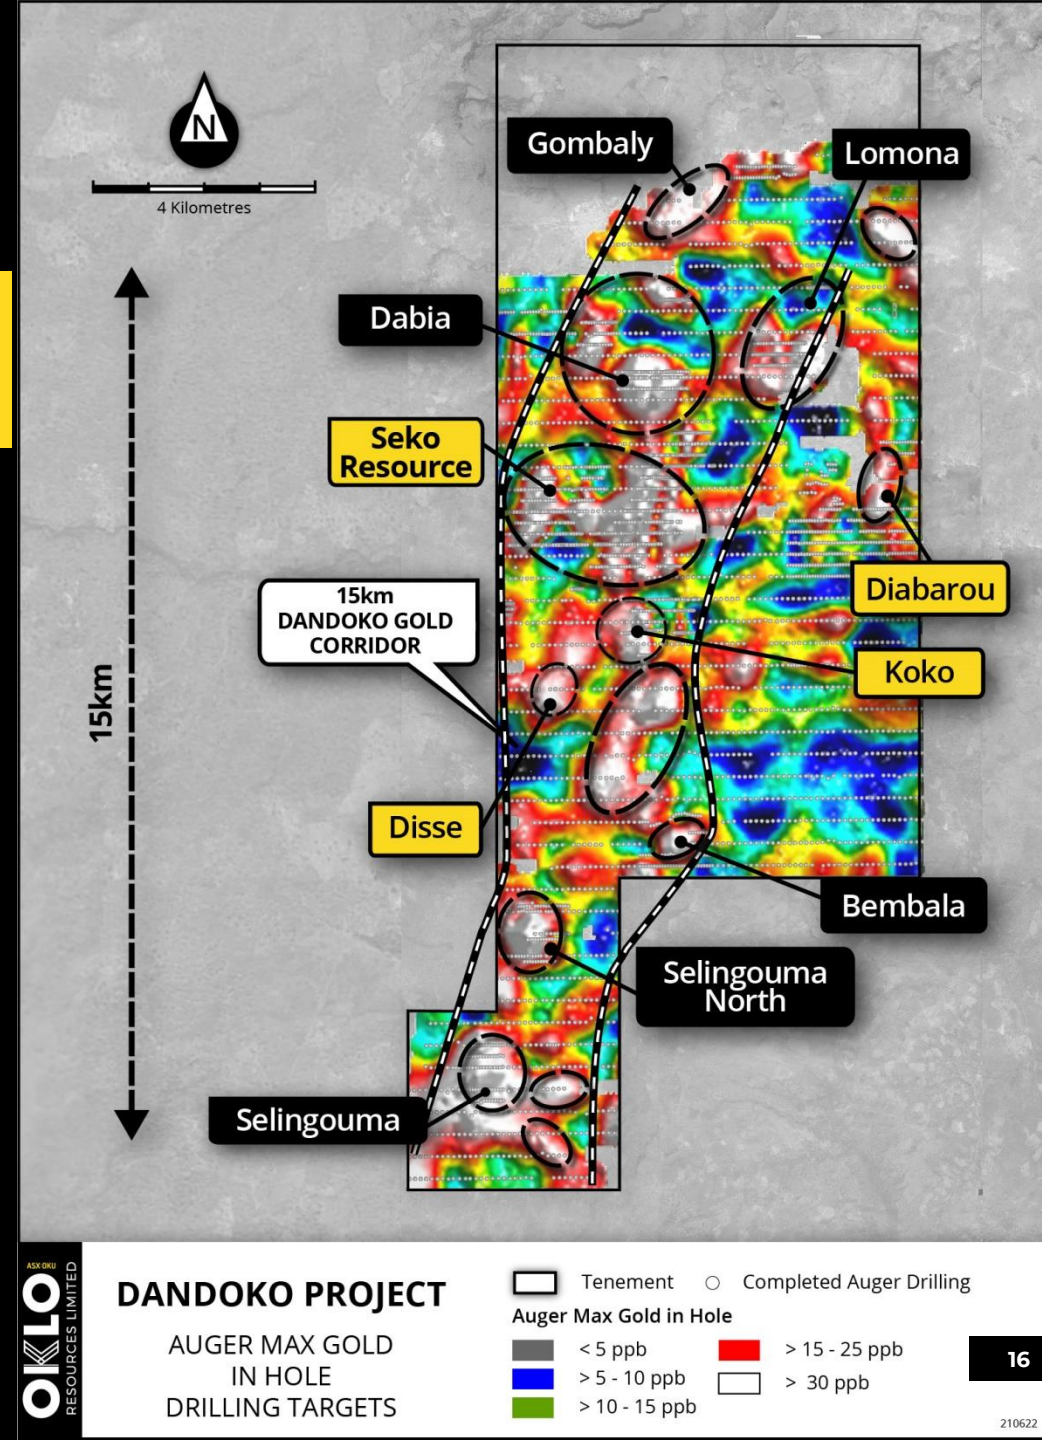 N
4 Kilometres
Gombaly
Lomona
Dabia
Seko
Resource
Diabarou
15km
DANDOKO GOLD
CORRIDOR
Koko
15km
Disse
Bembala
Selingouma
North
Selingouma
ASX:OKU
OKLO
RESOURCES LIMITED
DANDOKO PROJECT
AUGER MAX GOLD
IN HOLE
DRILLING TARGETS
Tenement
Completed Auger Drilling
Auger Max Gold in Hole
< 5 ppb
> 15 - 25 ppb
> 5 - 10 ppb
> 30 ppb
> 10 - 15 ppb
16
210622